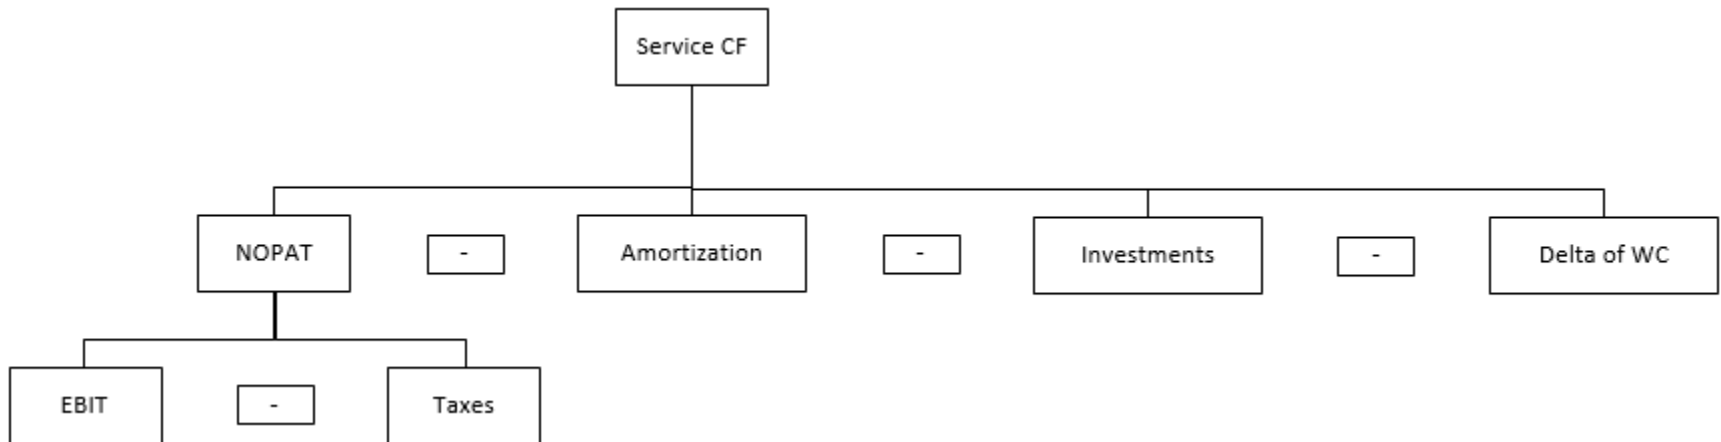 Service CF
NOPAT - Amortization - Investments - Delta of WC
EBIT - Taxes